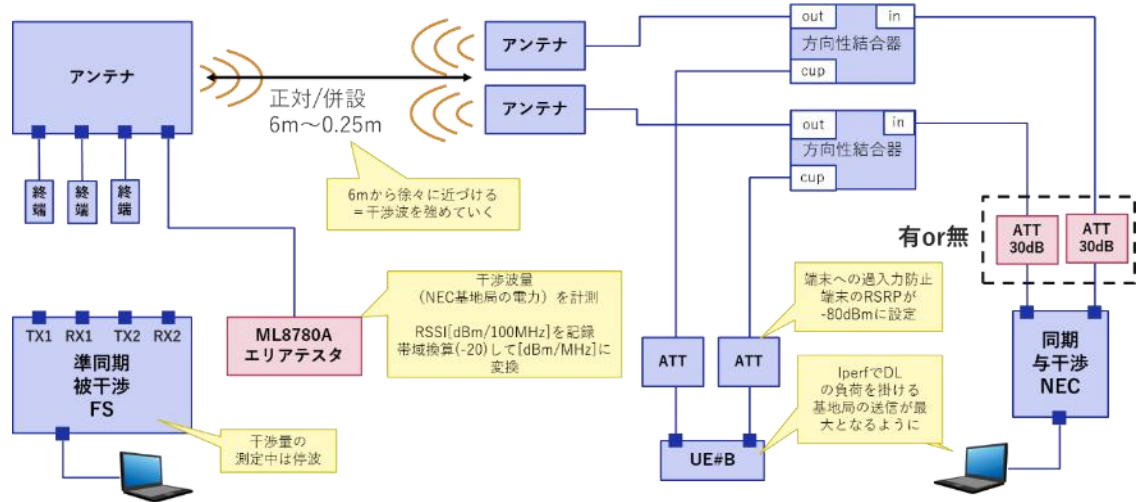 アンテナ
終端
終端
終端
正対/併設
6m～0.25m
アンテナ
アンテナ
out
in
方向性結合器
cup
out
in
方向性結合器
cup
6mから徐々に近づける
＝干渉波を強めていく
有or無
ATT
30dB
ATT
30dB
TX1
RX1
TX2
RX2
準同期
被干渉
FS
ML8780A
エリアテスタ
干渉波量
（NEC基地局の電力）を計測
RSSI[dBm/100MHz]を記録
帯域換算(-20)して[dBm/MHz]に
変換
端末への過入力防止
端末のRSRPが
-80dBmに設定
ATT
ATT
同期
与干渉
NEC
IperfでDL
の負荷を掛ける
基地局の送信が最
大となるように
干渉量の
測定中は停波
UE#B